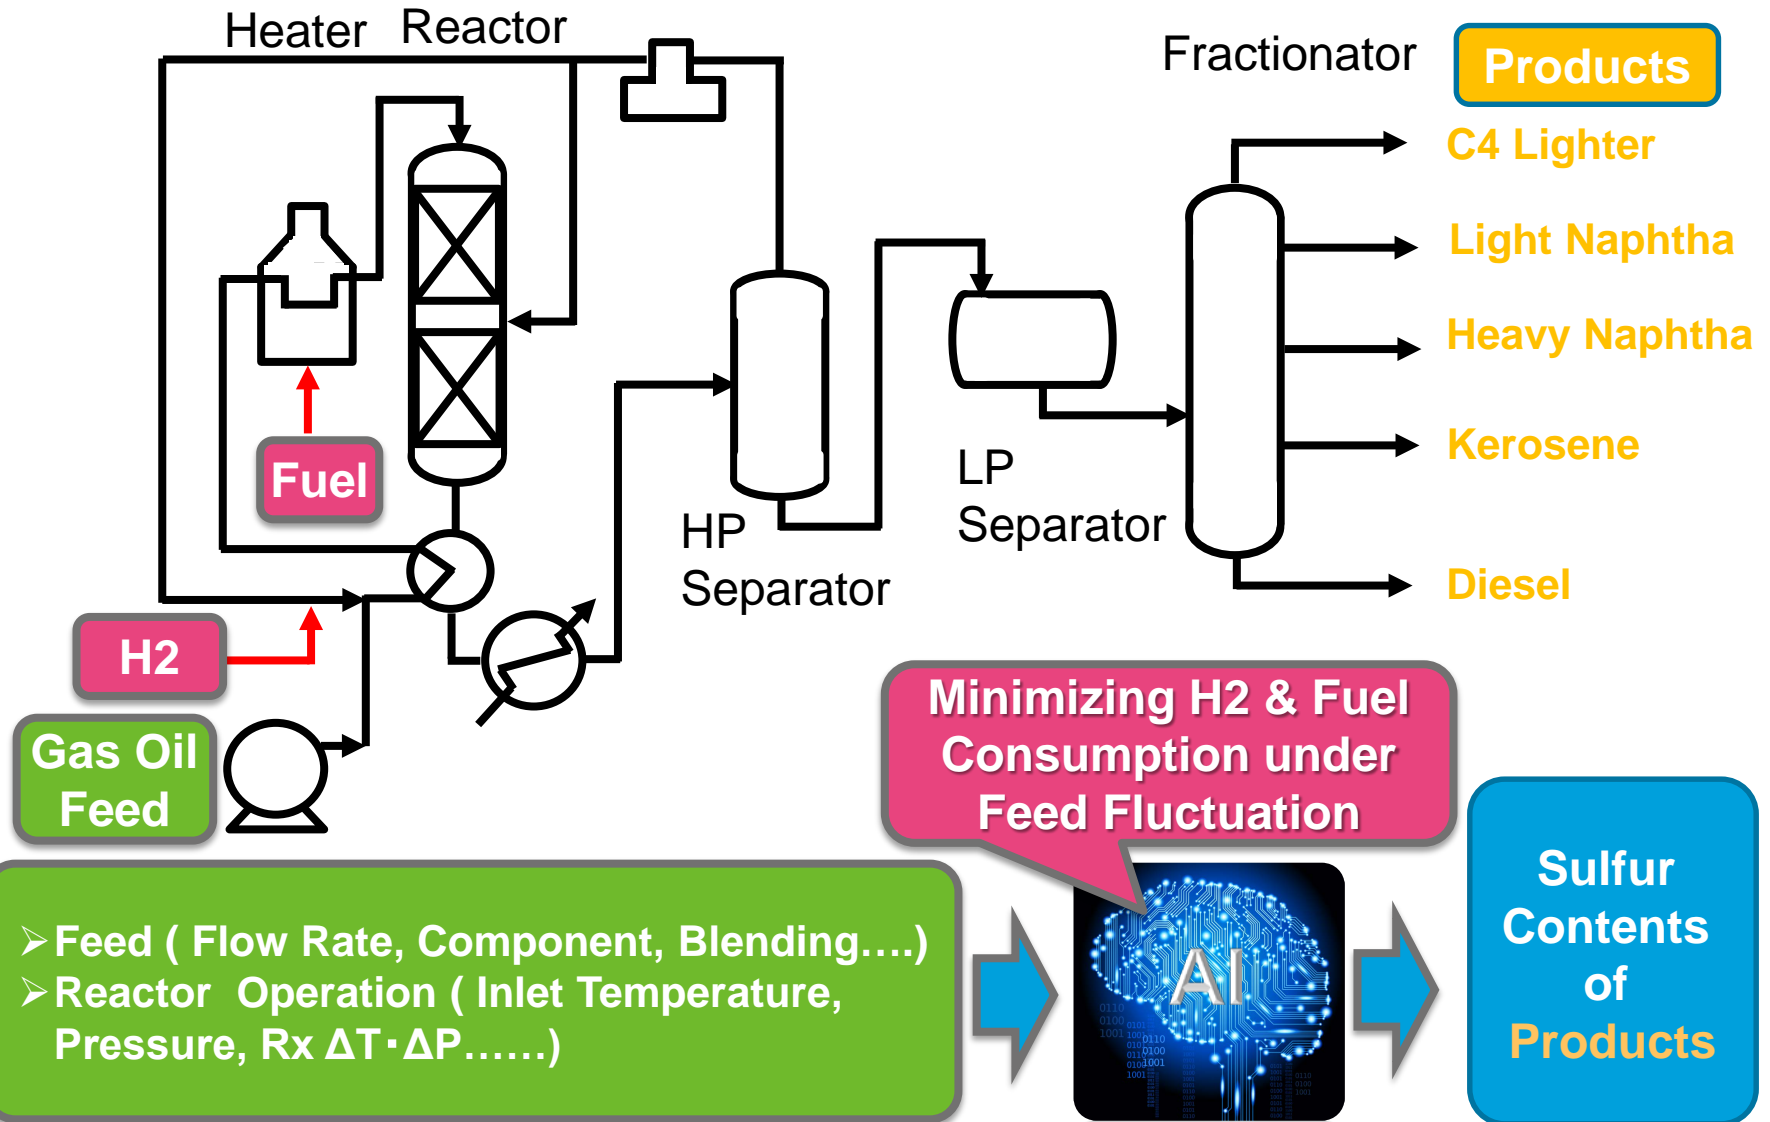 Heater Reactor
Fractionator
Products
C4 Lighter
Light Naphtha
Heavy Naphtha
Kerosene
Diesel
Fuel
HP
Separator
LP
Separator
H2
Gas Oil
Feed
Minimizing H2 & Fuel
Consumption under
Feed Fluctuation
➢Feed ( Flow Rate, Component, Blending....)
➢Reactor Operation ( Inlet Temperature,
Pressure, Rx ΔT・ΔP......)
AI
Sulfur
Contents
of
Products